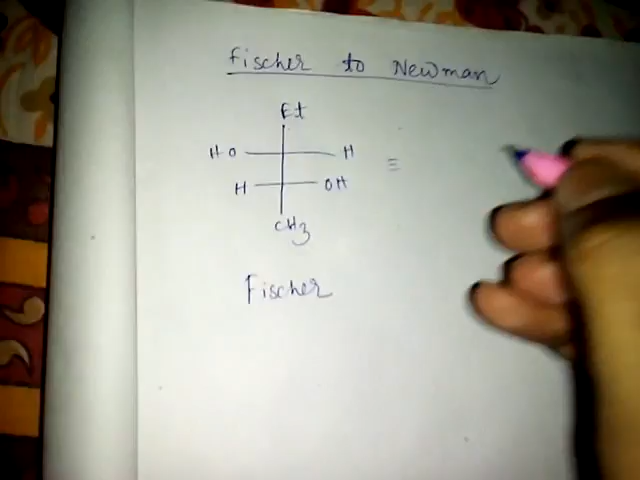 Fischer to Newman
Et
HO H ≡
H OH
CH3
Fischer